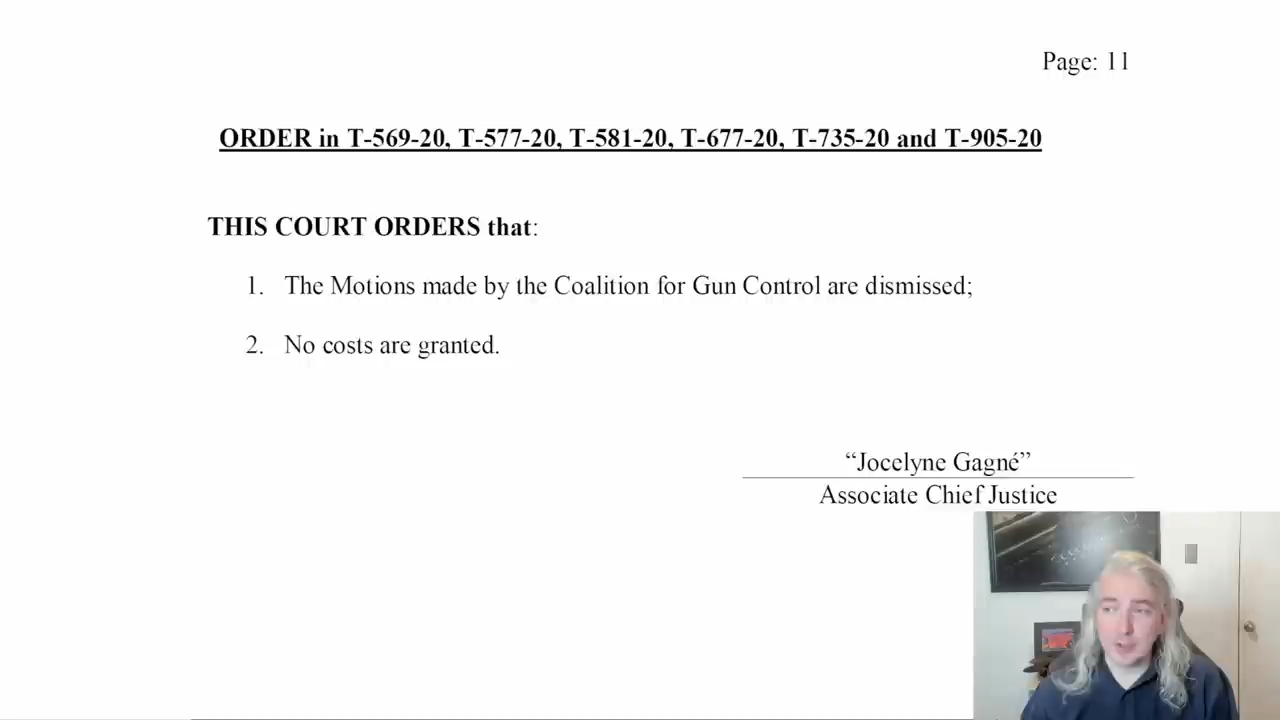 Page: 11
ORDER in T-569-20, T-577-20, T-581-20, T-677-20, T-735-20 and T-905-20
THIS COURT ORDERS that:
1. The Motions made by the Coalition for Gun Control are dismissed;
2. No costs are granted.
“Jocelyne Gagné”
Associate Chief Justice